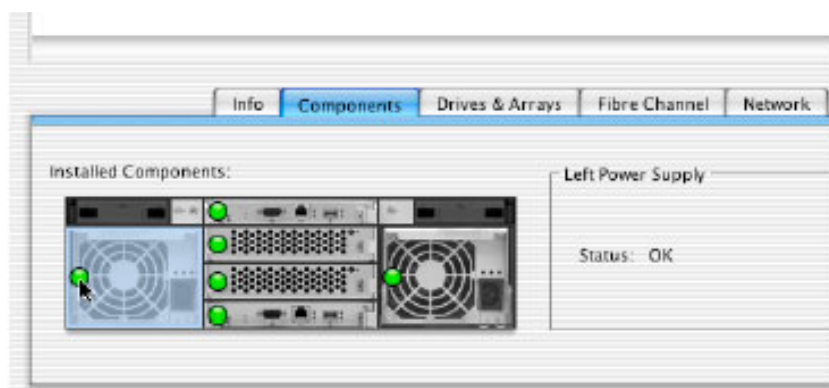 Info Components Drives & Arrays Fibre Channel Network
Installed Components:
Left Power Supply
Status: OK